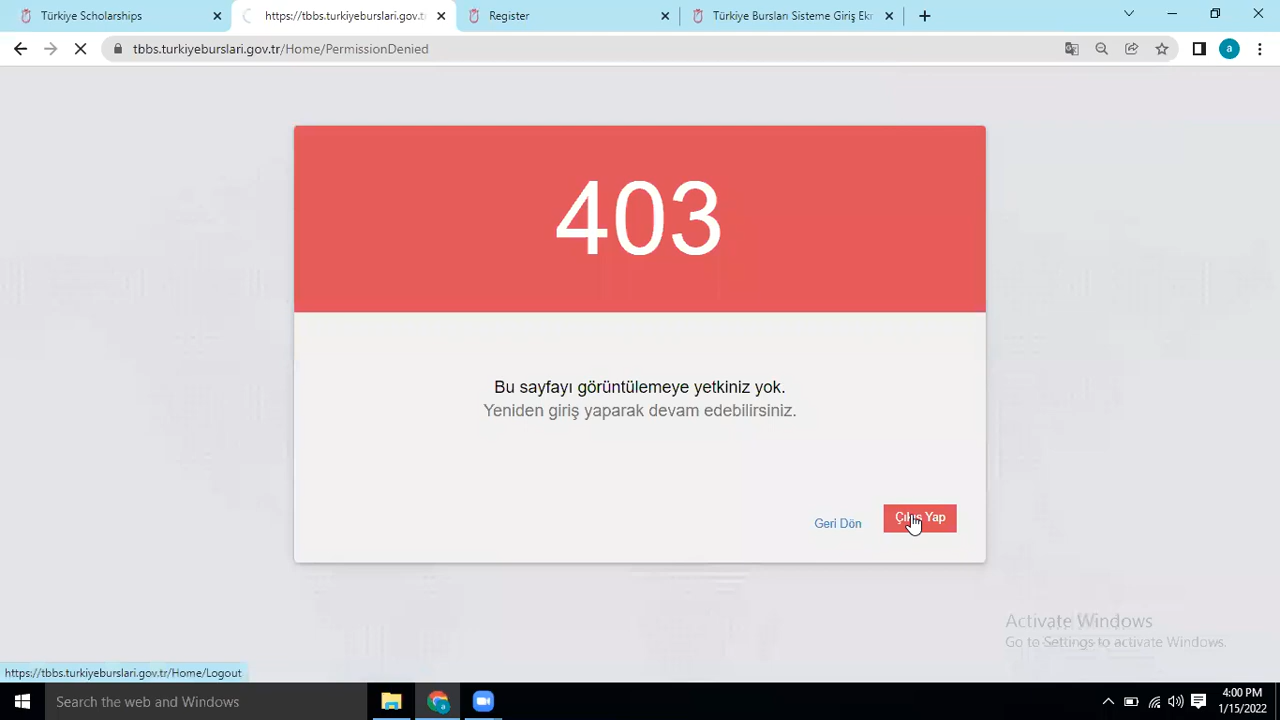 Türkiye Scholarships
https://tbbs.turkiyeburslari.gov.t
Register
Türkiye Bursları Sisteme Giriş Ekr
tbbs.turkiyeburslari.gov.tr/Home/PermissionDenied
a
403
Bu sayfayı görüntülemeye yetkiniz yok.
Yeniden giriş yaparak devam edebilirsiniz.
Geri Dön
Çıkış Yap
Activate Windows
Go to Settings to activate Windows.
https://tbbs.turkiyeburslari.gov.tr/Home/Logout
Search the web and Windows
4:00 PM
1/15/2022